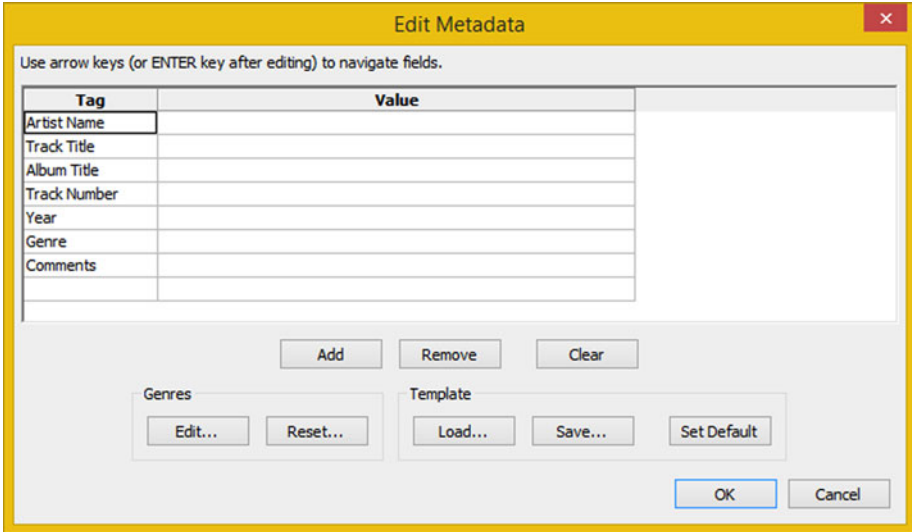 Edit Metadata
×
Use arrow keys (or ENTER key after editing) to navigate fields.
Tag Value
Artist Name
Track Title
Album Title
Track Number
Year
Genre
Comments
Add Remove Clear
Genres Template
Edit... Reset... Load... Save... Set Default
OK Cancel